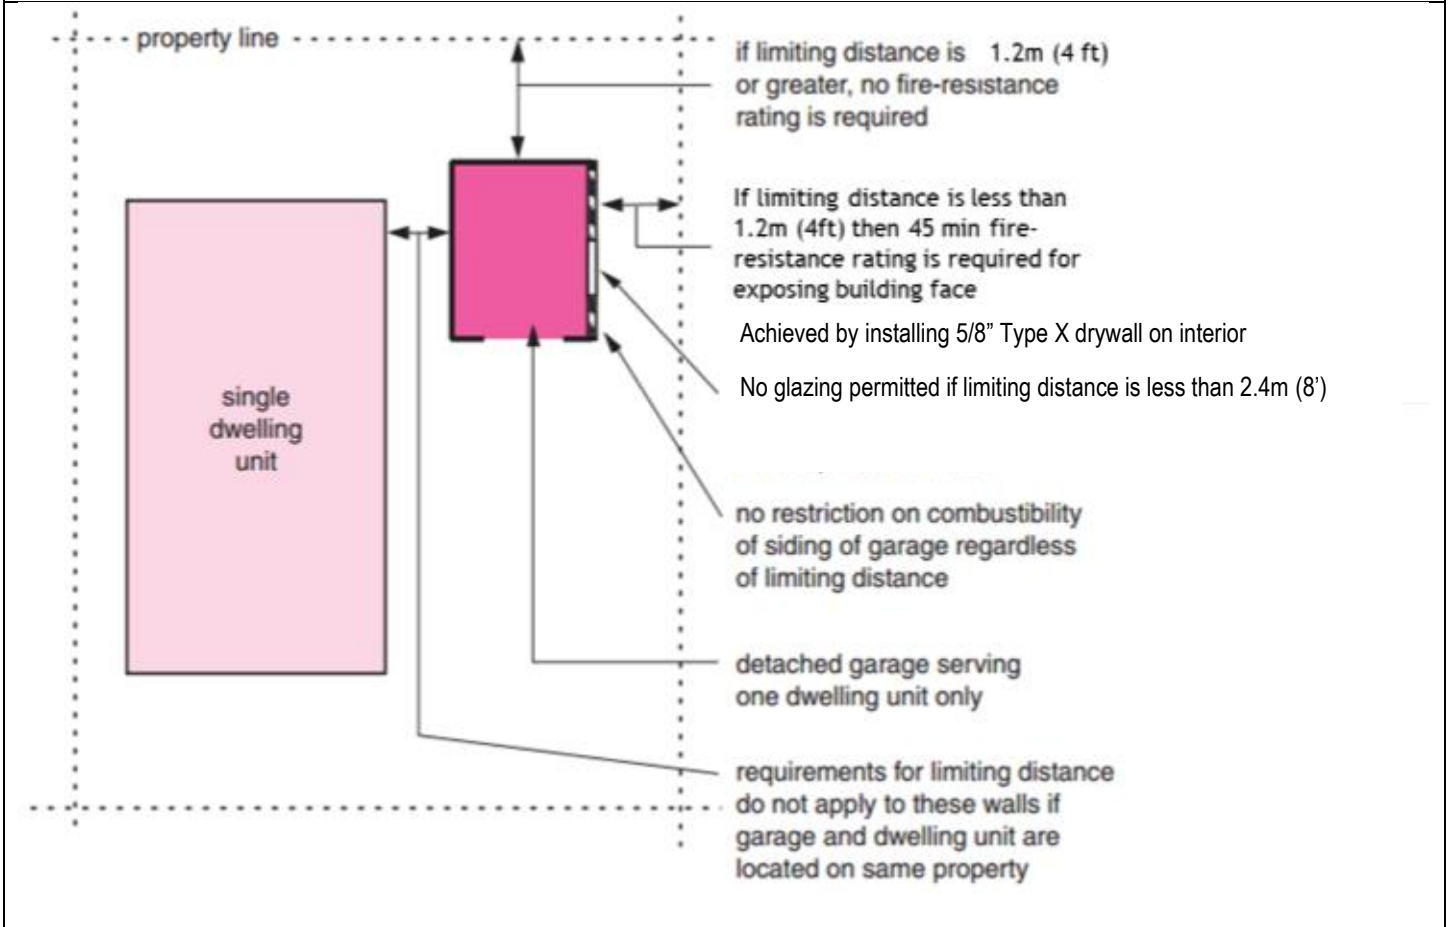 property line
if limiting distance is 1.2m (4 ft)
or greater, no fire-resistance
rating is required
If limiting distance is less than
1.2m (4ft) then 45 min fire-
resistance rating is required for
exposing building face
Achieved by installing 5/8” Type X drywall on interior
No glazing permitted if limiting distance is less than 2.4m (8’)
single
dwelling
unit
no restriction on combustibility
of siding of garage regardless
of limiting distance
detached garage serving
one dwelling unit only
requirements for limiting distance
do not apply to these walls if
garage and dwelling unit are
located on same property